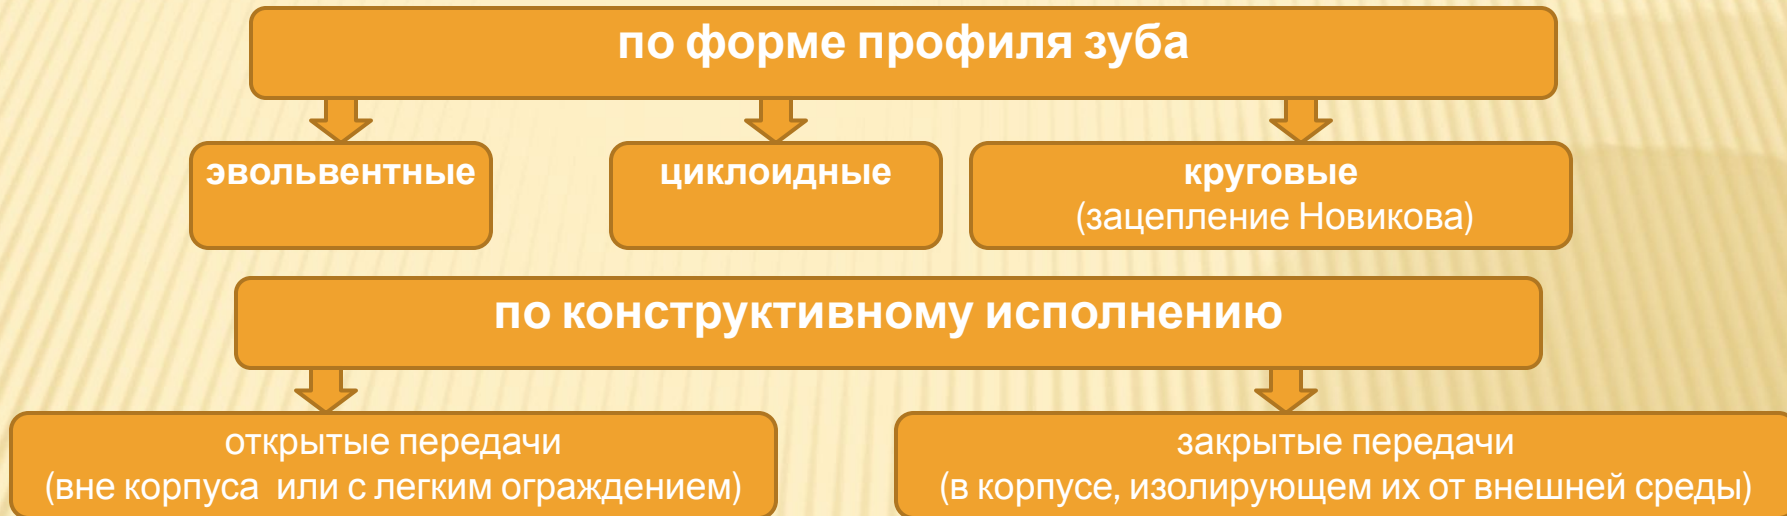 по форме профиля зуба
эвольвентные
циклоидные
круговые
(зацепление Новикова)
по конструктивному исполнению
открытые передачи
(вне корпуса или с легким ограждением)
закрытые передачи
(в корпусе, изолирующем их от внешней среды)